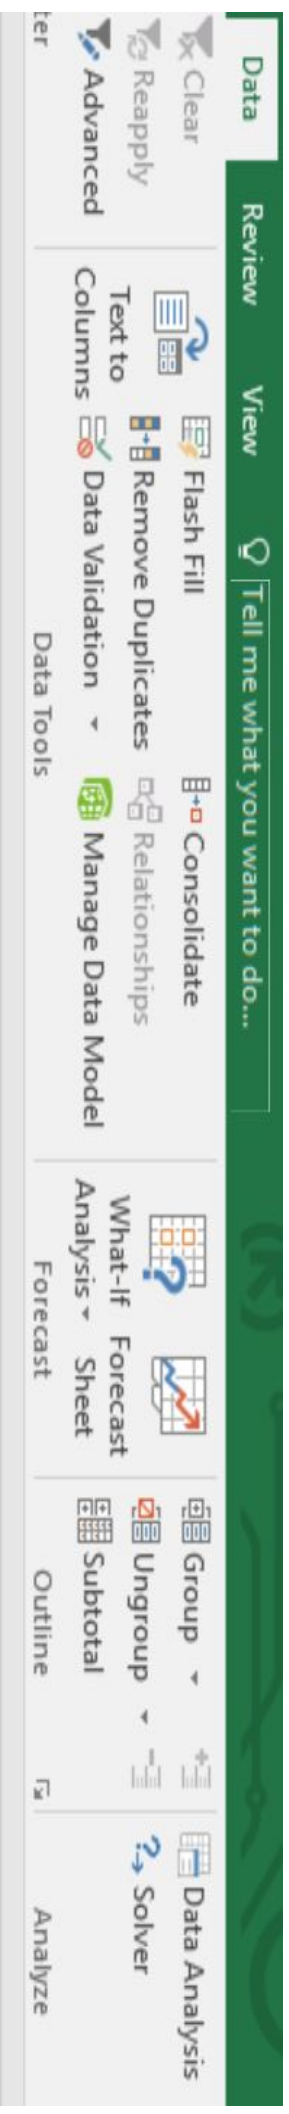 Data Review View Tell me what you want to do...
Clear
Reapply
Advanced
ter
Text to
Columns
Flash Fill
Remove Duplicates
Data Validation
Consolidate
Relationships
Manage Data Model
Data Tools
What-If
Analysis
Forecast
Sheet
Forecast
Group
Ungroup
Subtotal
Outline
Data Analysis
Solver
Analyze